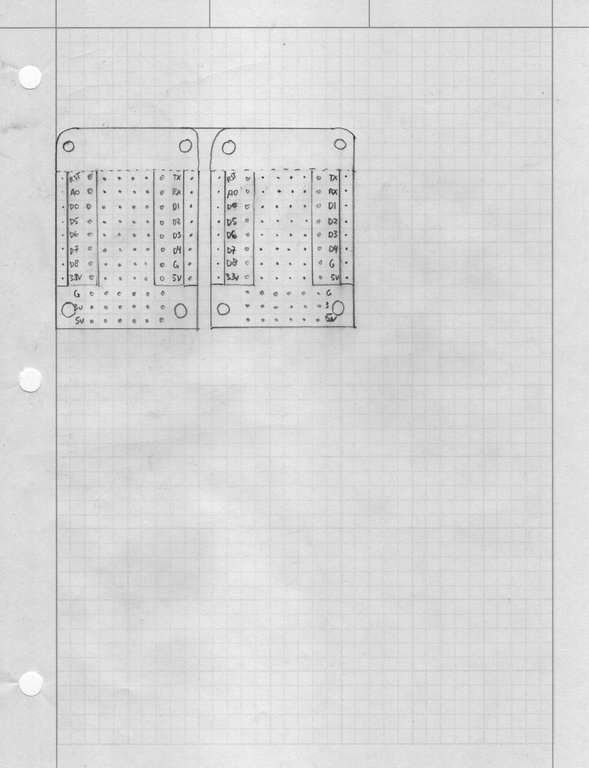 RST TX RST TX
A0 RX A0 RX
D0 D1 D0 D1
D5 D2 D5 D2
D6 D3 D6 D3
D7 D4 D7 D4
D8 G D8 G
3.3V 5V 3.3V 5V
G G
3V 3
5V 5V